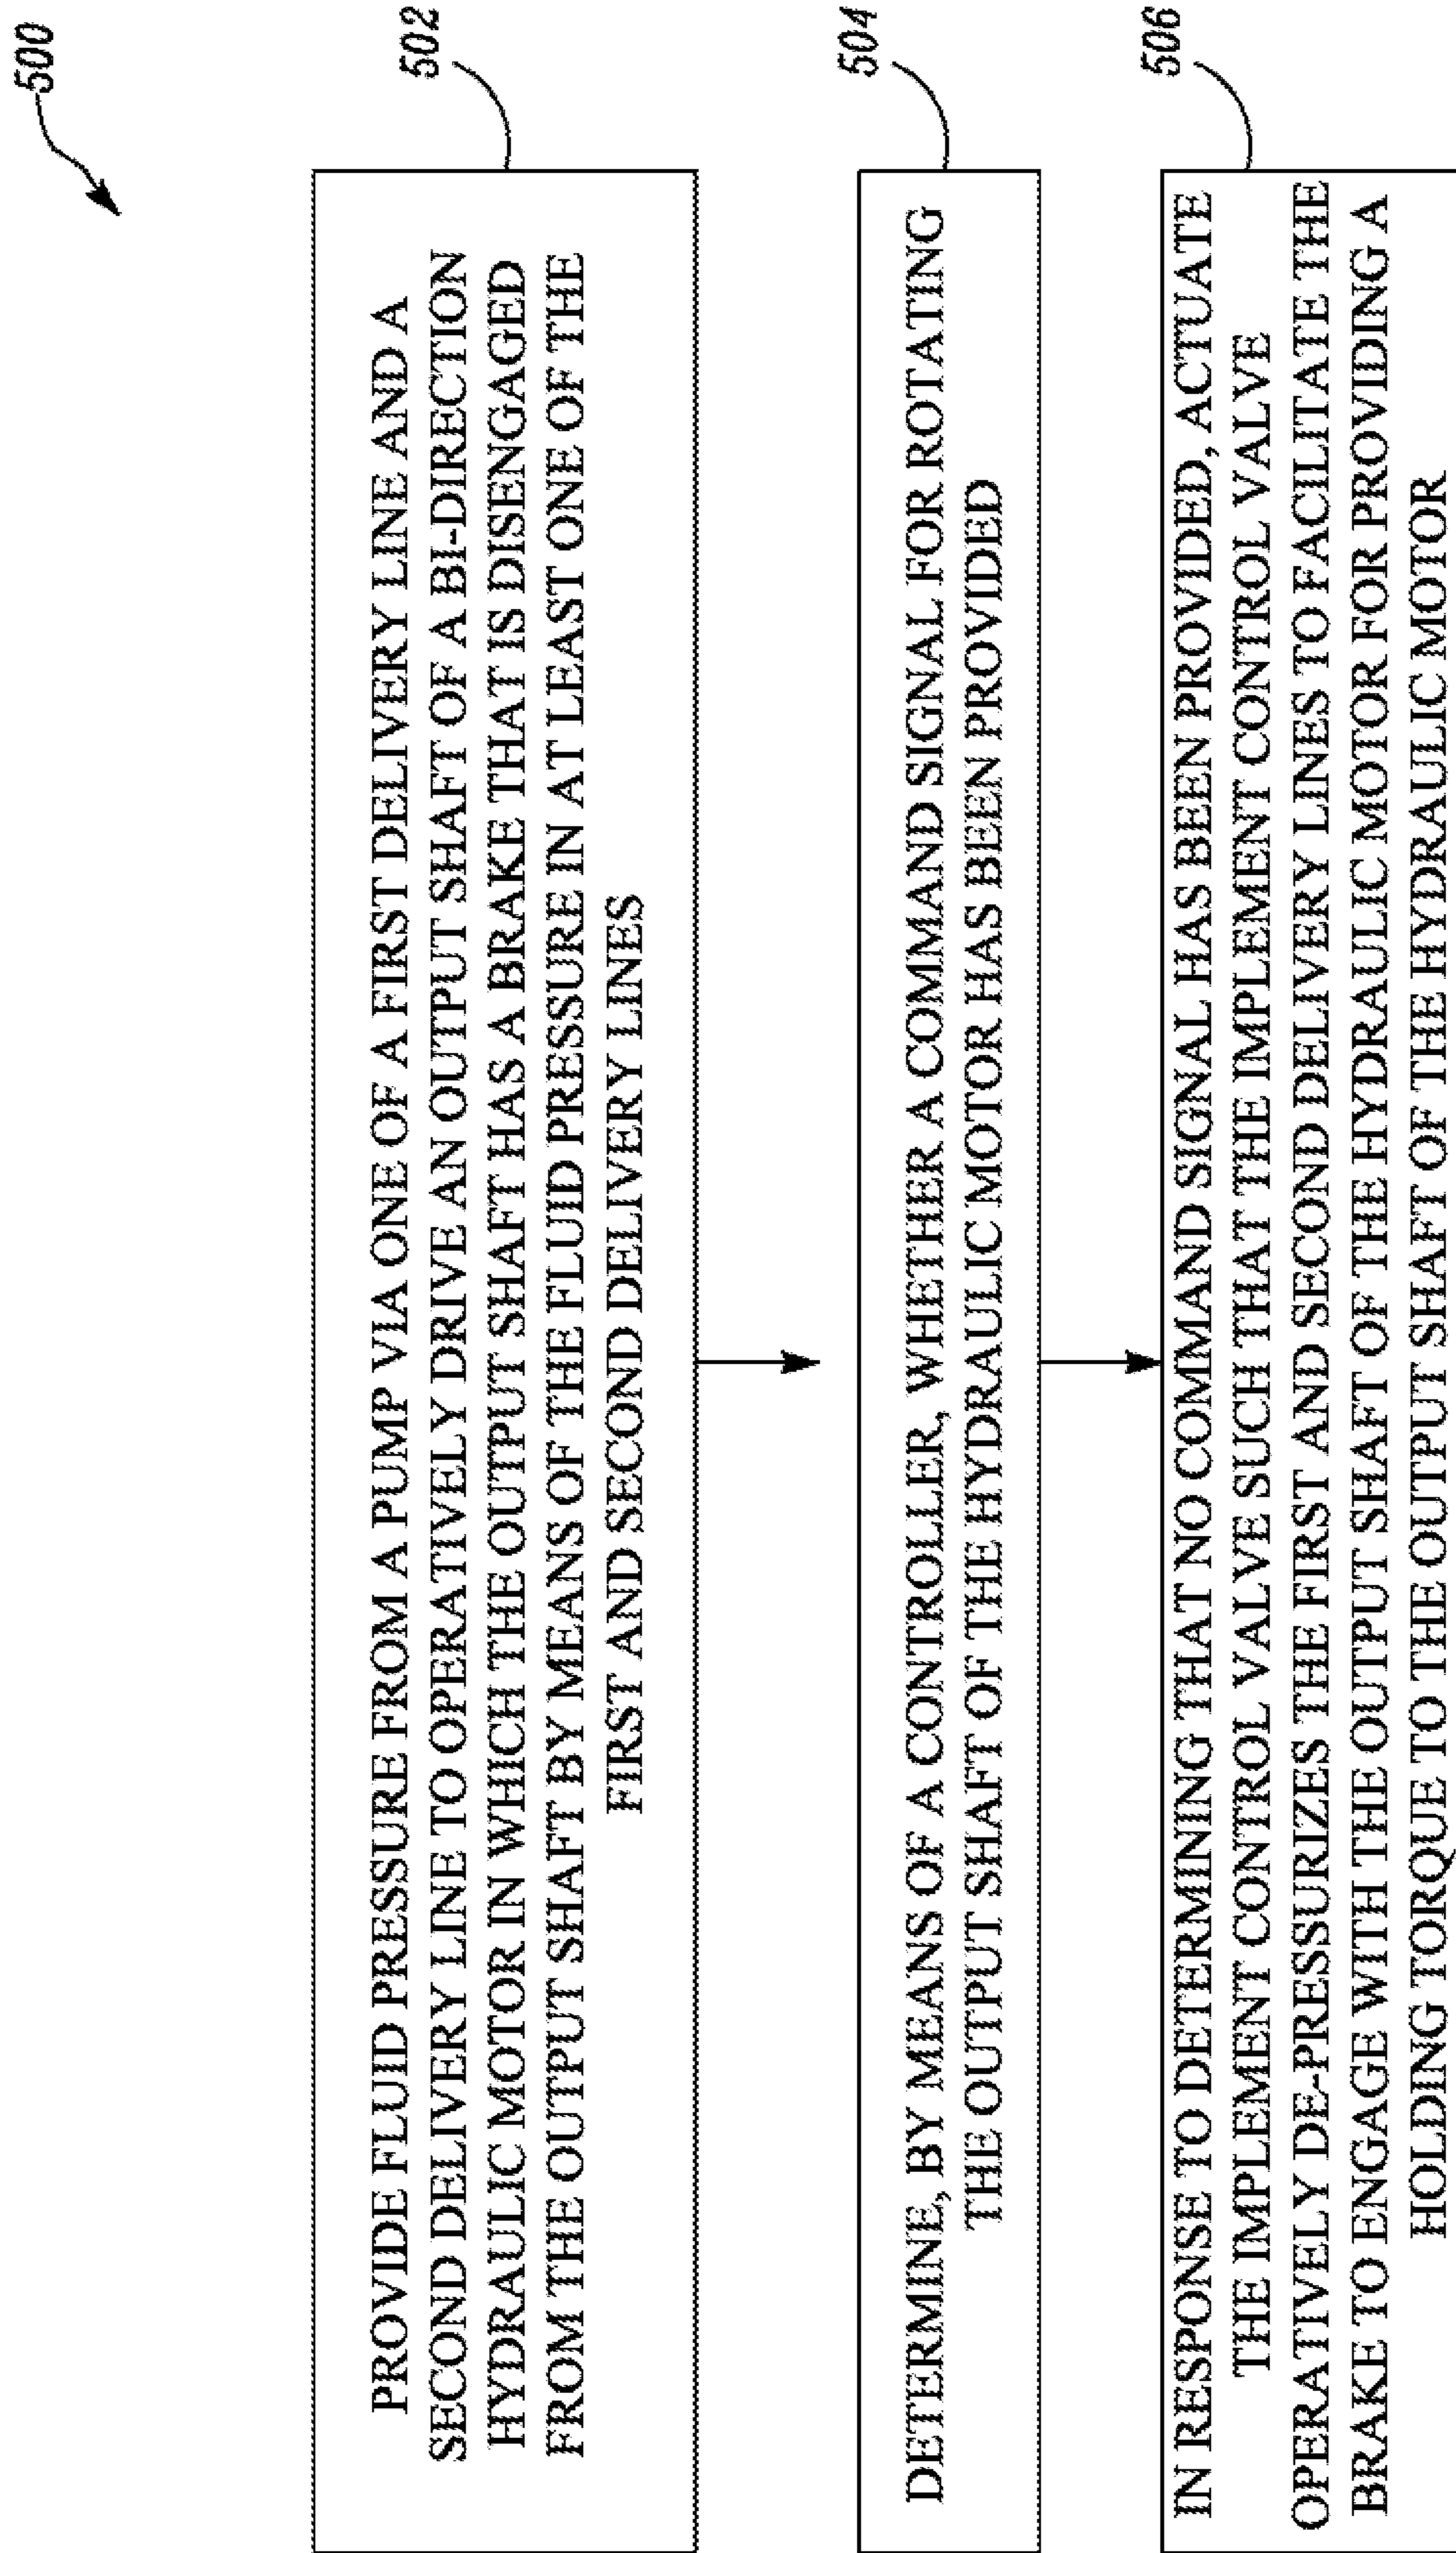 500
502
PROVIDE FLUID PRESSURE FROM A PUMP VIA ONE OF A FIRST DELIVERY LINE AND A
SECOND DELIVERY LINE TO OPERATIVELY DRIVE AN OUTPUT SHAFT OF A BI-DIRECTION
HYDRAULIC MOTOR IN WHICH THE OUTPUT SHAFT HAS A BRAKE THAT IS DISENGAGED
FROM THE OUTPUT SHAFT BY MEANS OF THE FLUID PRESSURE IN AT LEAST ONE OF THE
FIRST AND SECOND DELIVERY LINES
504
DETERMINE, BY MEANS OF A CONTROLLER, WHETHER A COMMAND SIGNAL FOR ROTATING
THE OUTPUT SHAFT OF THE HYDRAULIC MOTOR HAS BEEN PROVIDED
506
IN RESPONSE TO DETERMINING THAT NO COMMAND SIGNAL HAS BEEN PROVIDED, ACTUATE
THE IMPLEMENT CONTROL VALVE SUCH THAT THE IMPLEMENT CONTROL VALVE
OPERATIVELY DE-PRESSURIZES THE FIRST AND SECOND DELIVERY LINES TO FACILITATE THE
BRAKE TO ENGAGE WITH THE OUTPUT SHAFT OF THE HYDRAULIC MOTOR FOR PROVIDING A
HOLDING TORQUE TO THE OUTPUT SHAFT OF THE HYDRAULIC MOTOR